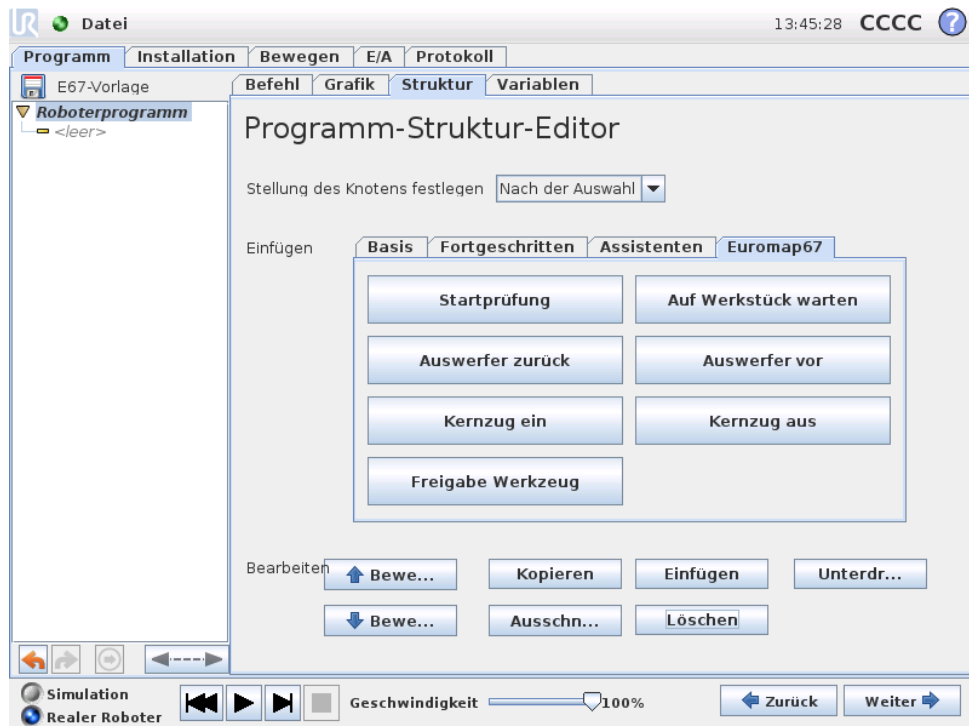 UR Datei 13:45:28 CCCC ?
Programm Installation Bewegen E/A Protokoll
E67-Vorlage Befehl Grafik Struktur Variablen
Roboterprogramm
<leer>
Programm-Struktur-Editor
Stellung des Knotens festlegen Nach der Auswahl
Einfügen Basis Fortgeschritten Assistenten Euromap67
Startprüfung Auf Werkstück warten
Auswerfer zurück Auswerfer vor
Kernzug ein Kernzug aus
Freigabe Werkzeug
Bearbeiten Bewe... Kopieren Einfügen Unterdr...
Bewe... Ausschn... Löschen
Simulation
Realer Roboter
Geschwindigkeit 100% Zurück Weiter